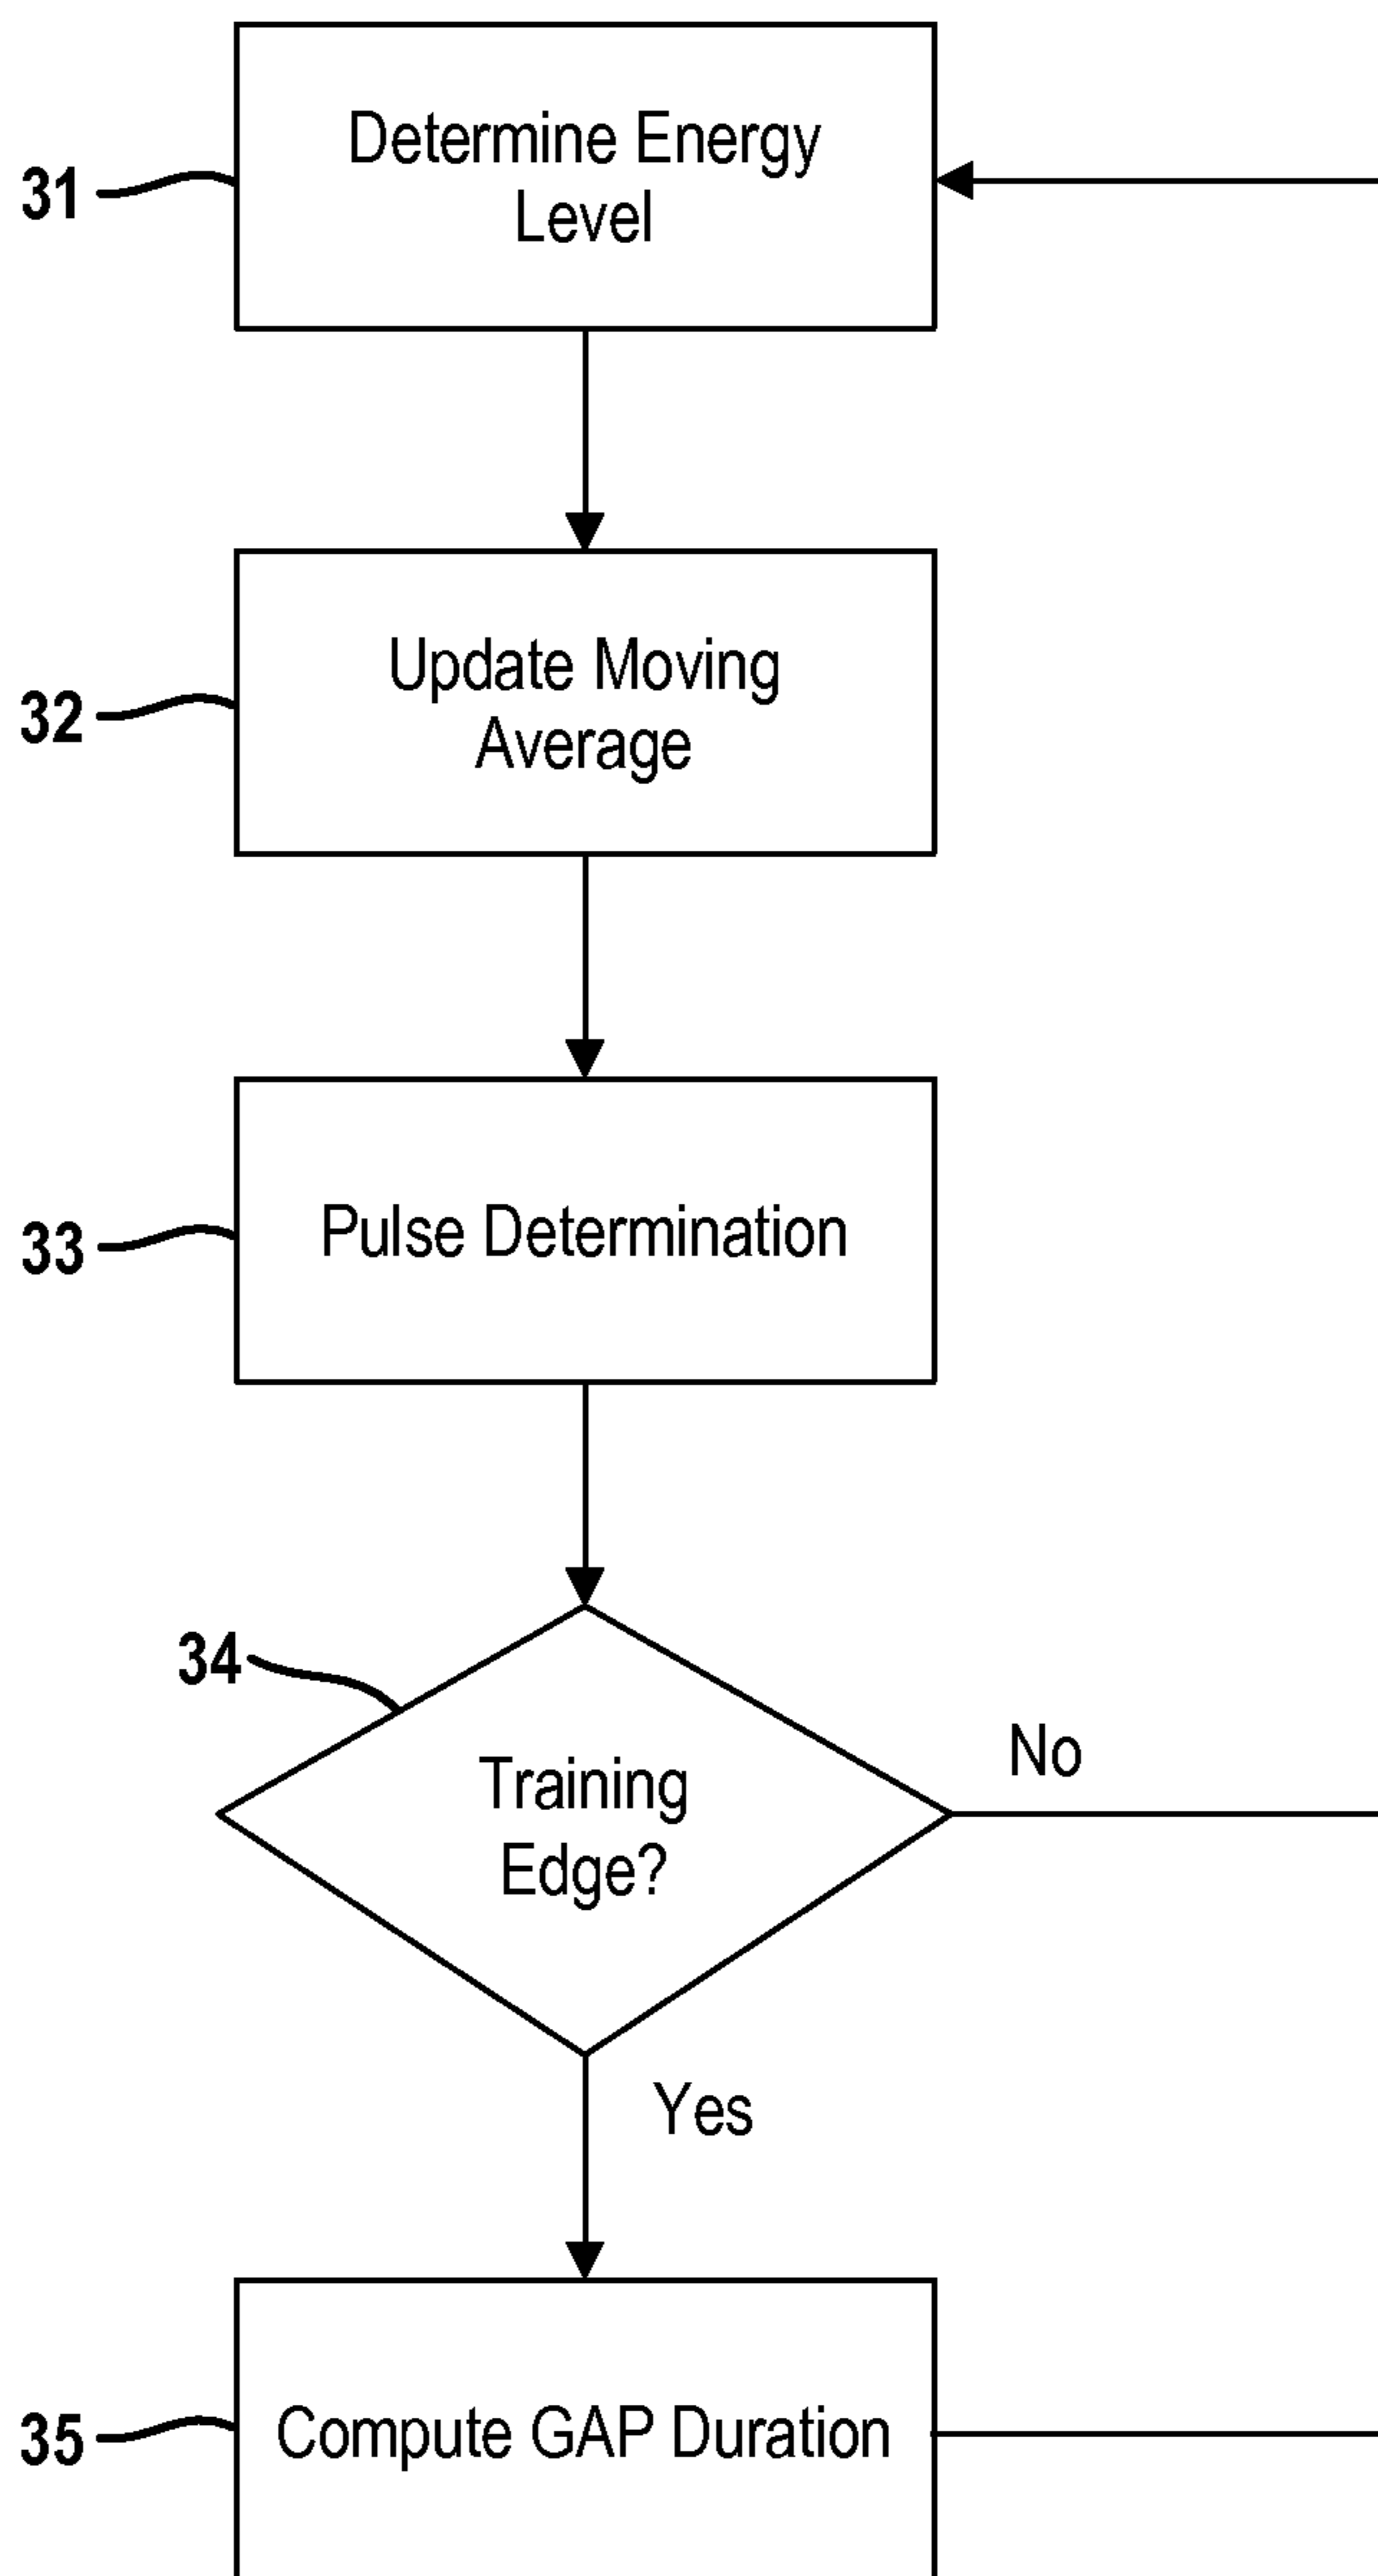 Determine Energy
Level
31
Update Moving
Average
32
Pulse Determination
33
34
Training
Edge?
No
Yes
Compute GAP Duration
35